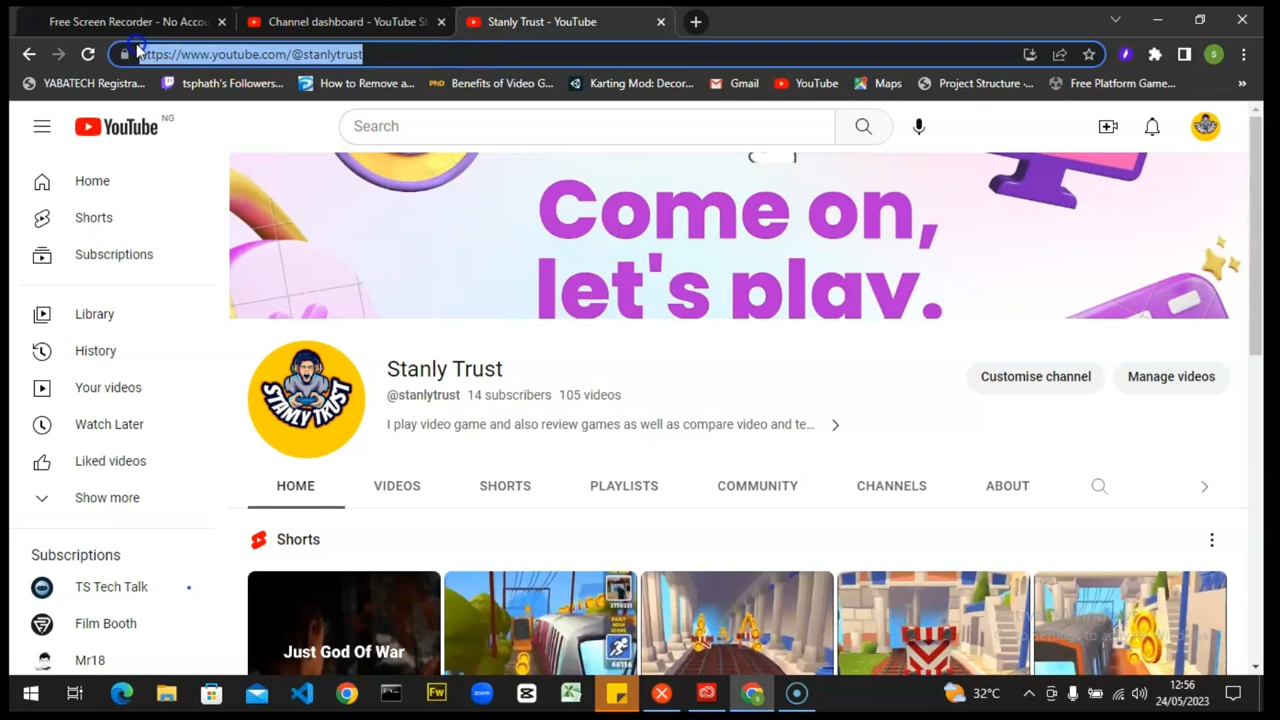 Free Screen Recorder - No Accou
Channel dashboard - YouTube St
Stanly Trust - YouTube
https://www.youtube.com/@stanlytrust
YABATECH Registra...
tsphath's Followers...
How to Remove a...
PhD
Benefits of Video G...
Karting Mod: Decor...
Gmail
YouTube
Maps
Project Structure -...
Free Platform Game...
»
YouTube
NG
Search
Home
Shorts
Subscriptions
Library
History
Your videos
Watch Later
Liked videos
Show more
Subscriptions
TS Tech Talk
Film Booth
Mr18
Come on,
let's play.
STANLY TRUST
Stanly Trust
@stanlytrust 14 subscribers 105 videos
I play video game and also review games as well as compare video and te...
Customise channel
Manage videos
HOME
VIDEOS
SHORTS
PLAYLISTS
COMMUNITY
CHANNELS
ABOUT
Shorts
Just God Of War
Fw
zoom
S
32°C
12:56
24/05/2023